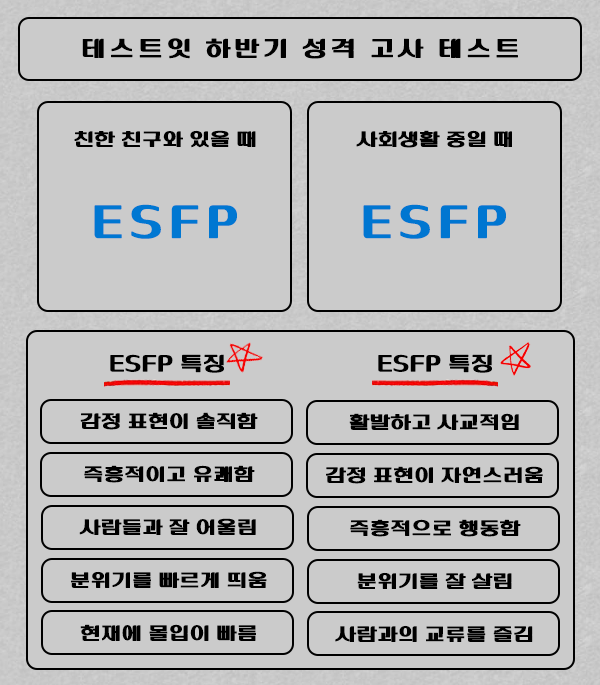 테스트잇 하반기 성격 고사 테스트
친한 친구와 있을 때
사회생활 중일 때
ESFP
ESFP
ESFP 특징
ESFP 특징
감정 표현이 솔직함
활발하고 사교적임
즉흥적이고 유쾌함
감정 표현이 자연스러움
사람들과 잘 어울림
즉흥적으로 행동함
분위기를 빠르게 띄움
분위기를 잘 살림
현재에 몰입이 빠름
사람과의 교류를 즐김